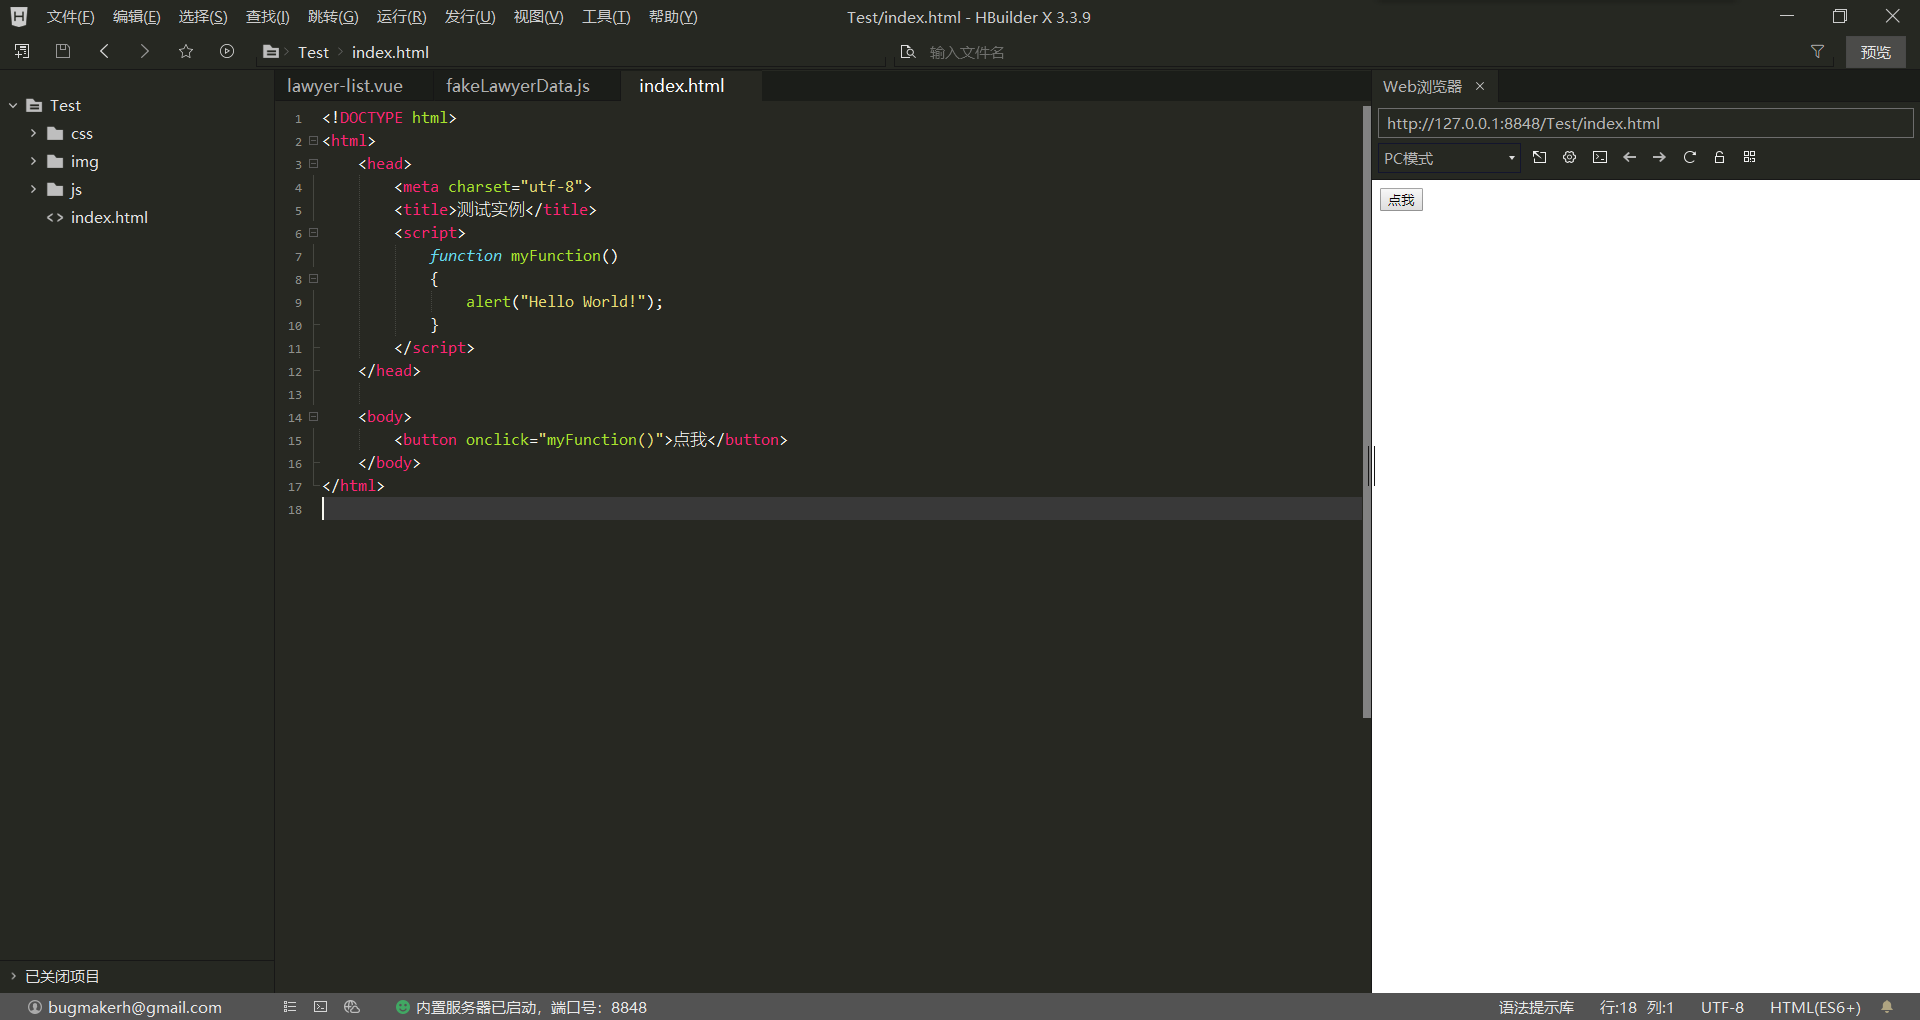 文件(F) 编辑(E) 选择(S) 查找(I) 跳转(G) 运行(R) 发行(U) 视图(V) 工具(T) 帮助(Y) Test/index.html - HBuilder X 3.3.9
Test index.html 输入文件名 预览
lawyer-list.vue fakeLawyerData.js index.html
Web浏览器
http://127.0.0.1:8848/Test/index.html
PC模式
点我
Test
css
img
js
index.html
1 <!DOCTYPE html>
2 <html>
3 <head>
4 <meta charset="utf-8">
5 <title>测试实例</title>
6 <script>
7 function myFunction()
8 {
9 alert("Hello World!");
10 }
11 </script>
12 </head>
13
14 <body>
15 <button onclick="myFunction()">点我</button>
16 </body>
17 </html>
18
已关闭项目
bugmakerh@gmail.com 内置服务器已启动，端口号：8848 语法提示库 行:18 列:1 UTF-8 HTML(ES6+)